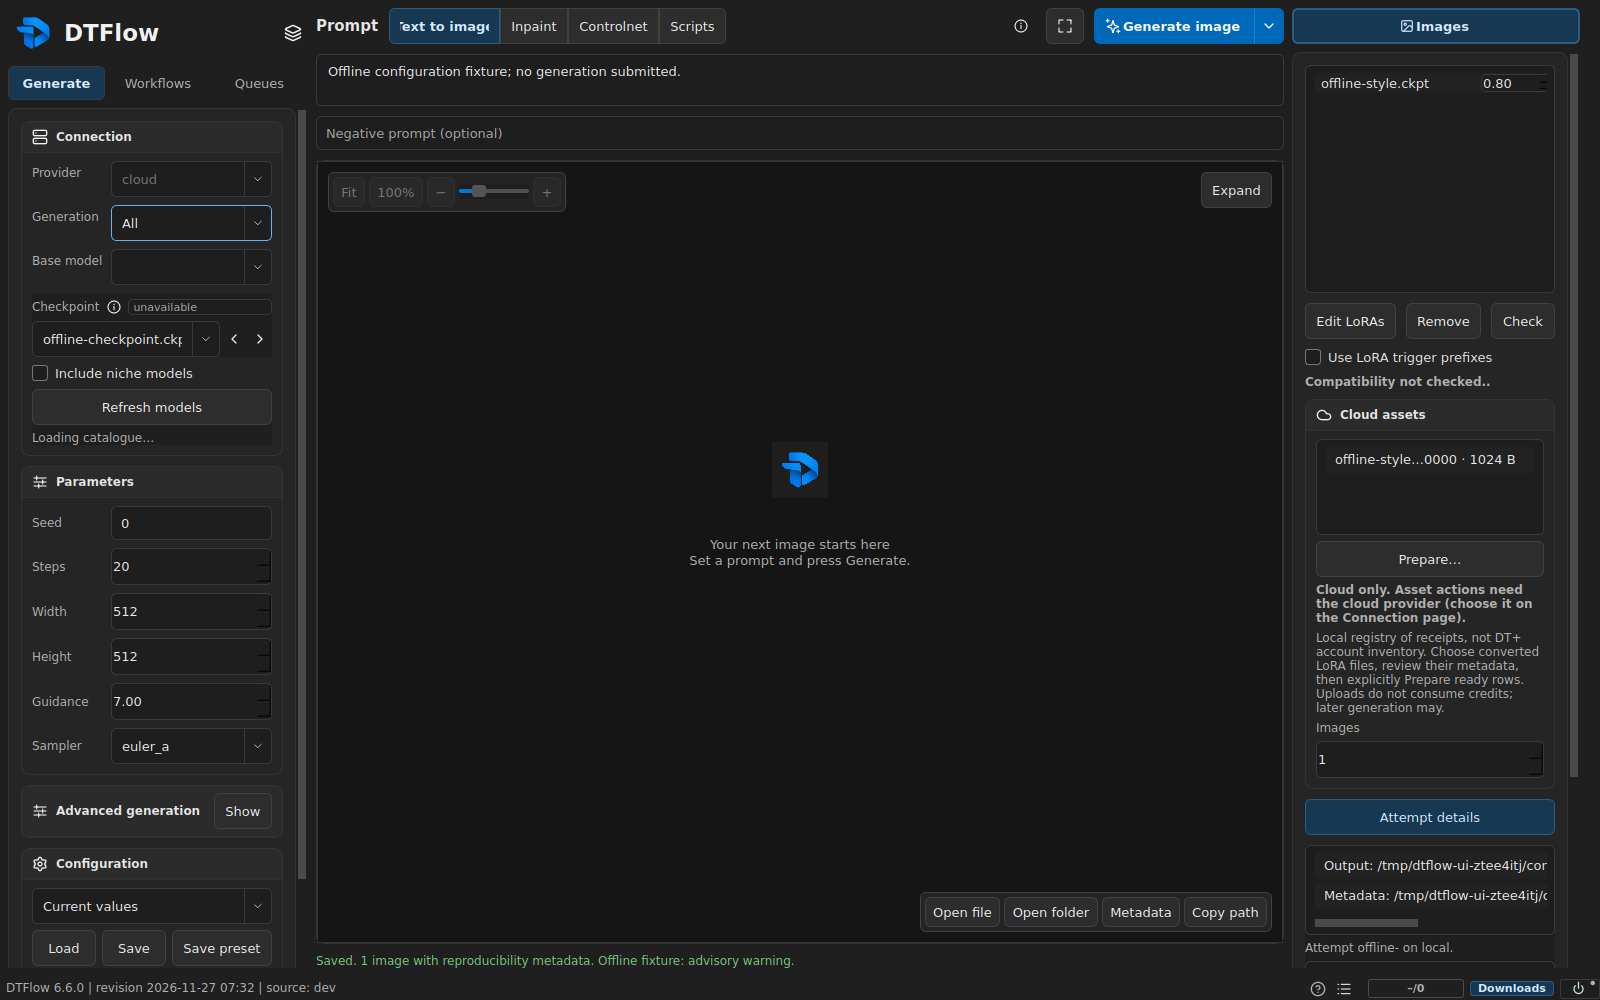 DTFlow
Generate
Workflows
Queues
Connection
Provider
cloud
Generation
All
Base model
Checkpoint
unavailable
offline-checkpoint.ckp
Include niche models
Refresh models
Loading catalogue...
Parameters
Seed
0
Steps
20
Width
512
Height
512
Guidance
7.00
Sampler
euler_a
Advanced generation
Show
Configuration
Current values
Load
Save
Save preset
Prompt
Text to image
Inpaint
Controlnet
Scripts
Generate image
Offline configuration fixture; no generation submitted.
Negative prompt (optional)
Fit
100%
−
+
Expand
Your next image starts here
Set a prompt and press Generate.
Open file
Open folder
Metadata
Copy path
Saved. 1 image with reproducibility metadata. Offline fixture: advisory warning.
Images
offline-style.ckpt
0.80
Edit LoRAs
Remove
Check
Use LoRA trigger prefixes
Compatibility not checked..
Cloud assets
offline-style...0000 · 1024 B
Prepare...
Cloud only. Asset actions need
the cloud provider (choose it on
the Connection page).
Local registry of receipts, not DT+
account inventory. Choose converted
LoRA files, review their metadata,
then explicitly Prepare ready rows.
Uploads do not consume credits;
later generation may.
Images
1
Attempt details
Output: /tmp/dtflow-ui-ztee4itj/cor
Metadata: /tmp/dtflow-ui-ztee4itj/c
Attempt offline- on local.
DTFlow 6.6.0 | revision 2026-11-27 07:32 | source: dev
-/0
Downloads